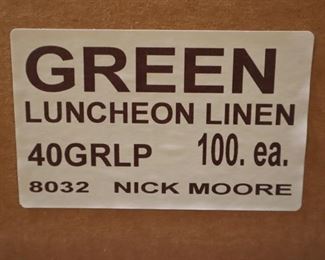 GREEN
LUNCHEON LINEN
40GRLP 100. ea.
8032 NICK MOORE